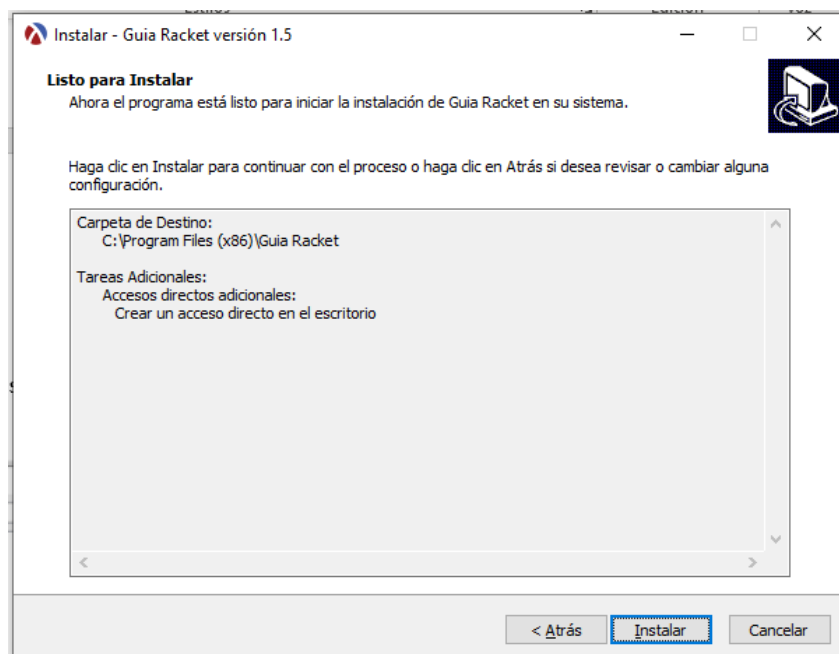 Estilos
Edición
Voz
Instalar - Guia Racket versión 1.5
Listo para Instalar
Ahora el programa está listo para iniciar la instalación de Guia Racket en su sistema.
Haga clic en Instalar para continuar con el proceso o haga clic en Atrás si desea revisar o cambiar alguna
configuración.
Carpeta de Destino:
C:\Program Files (x86)\Guia Racket
Tareas Adicionales:
Accesos directos adicionales:
Crear un acceso directo en el escritorio
< Atrás
Instalar
Cancelar